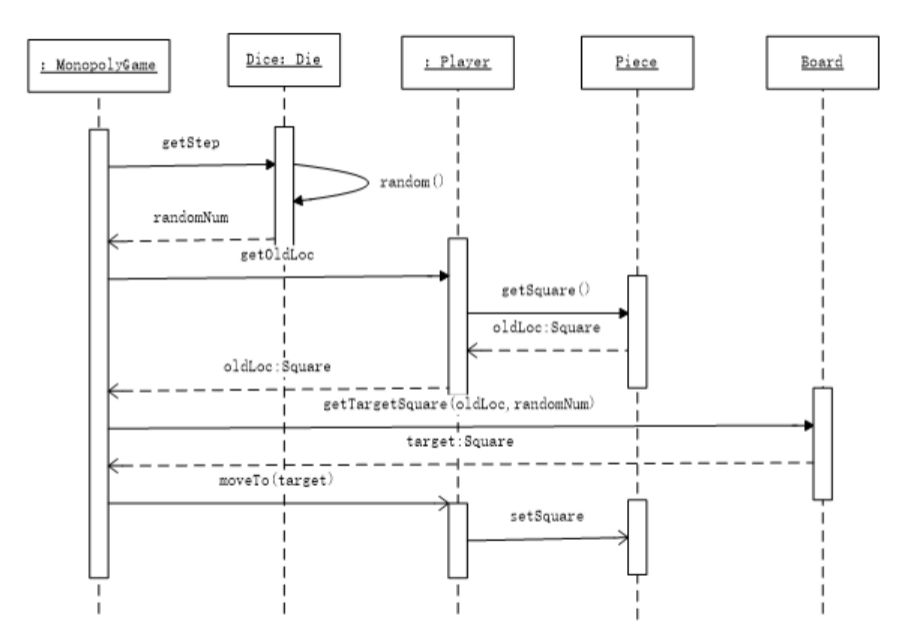 : MonopolyGame
Dice: Die
: Player
Piece
Board
getStep
random()
randomNum
getOldLoc
getSquare()
oldLoc:Square
oldLoc:Square
getTargetSquare(oldLoc,randomNum)
target:Square
moveTo(target)
setSquare